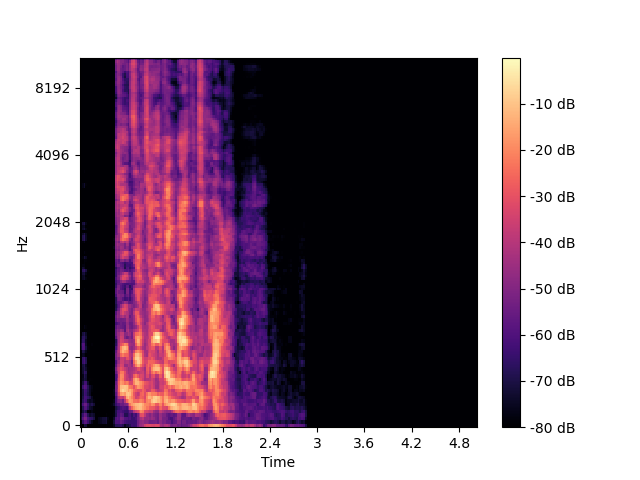 8192
4096
2048
1024
512
0
Hz
0 0.6 1.2 1.8 2.4 3 3.6 4.2 4.8
Time
-10 dB
-20 dB
-30 dB
-40 dB
-50 dB
-60 dB
-70 dB
-80 dB